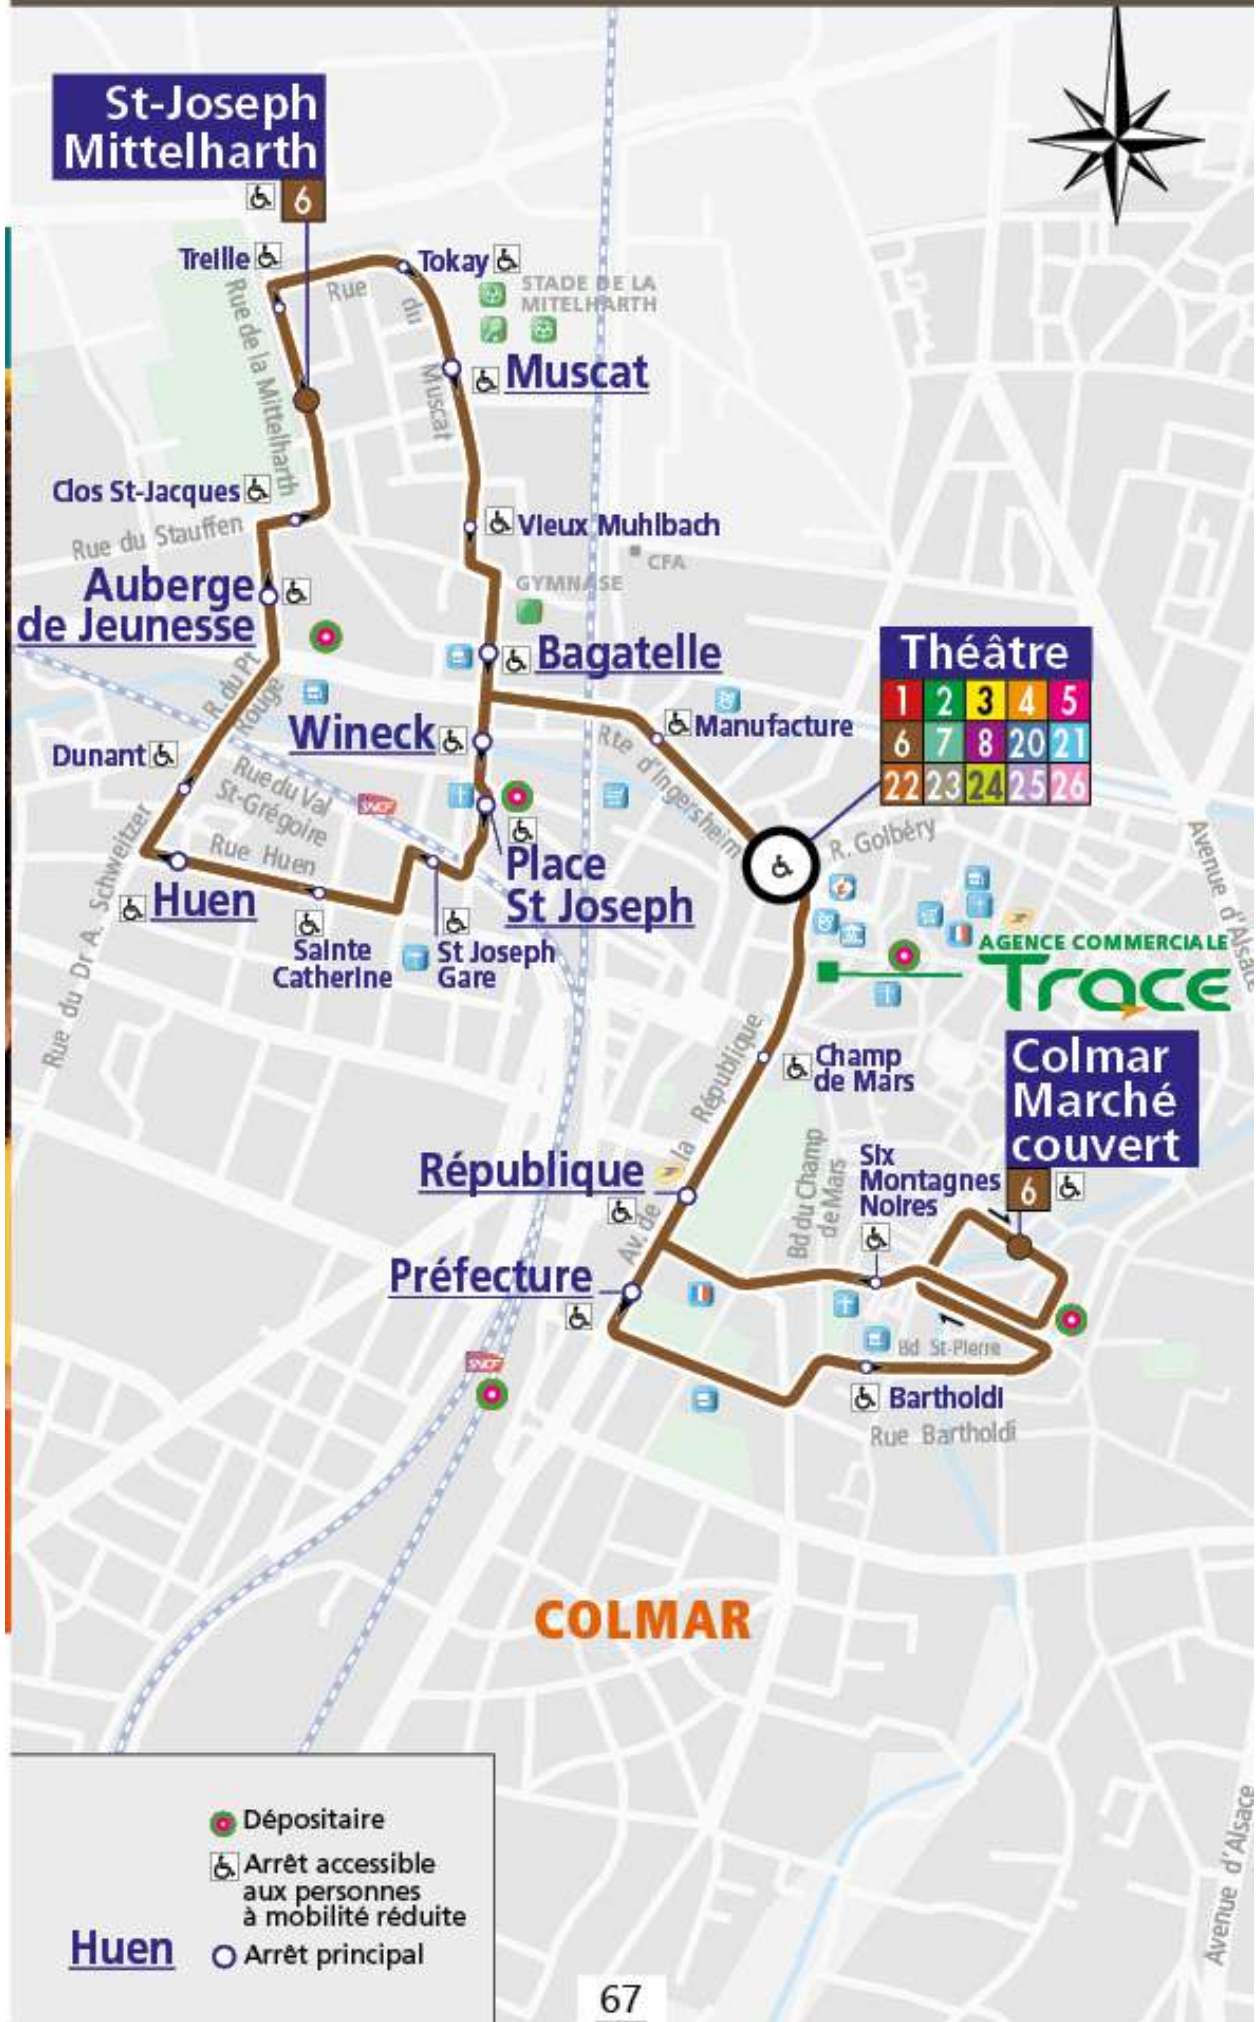 St-Joseph
Mittelharth
6
Treille
Tokay
STADE DE LA
MITELHARTH
Rue
du
Muscat
Rue de la Mittelharth
Muscat
Clos St-Jacques
Rue du Stauffen
Vieux Muhlbach
CFA
GYMNASE
Auberge
de Jeunesse
Bagatelle
Théâtre
1 2 3 4 5
6 7 8 20 21
22 23 24 25 26
R. du Pt
Rouge
Wineck
Manufacture
Rte d'Ingersheim
Dunant
Rue du Val
St-Grégoire
SNCF
R. Golbéry
Avenue d'Alsace
Rue Huen
Rue du Dr A. Schweitzer
Huen
Place
St Joseph
Sainte
Catherine
St Joseph
Gare
AGENCE COMMERCIALE
Trace
Champ
de Mars
Colmar
Marché
couvert
6
Av. de la République
République
Bd du Champ
de Mars
Six
Montagnes
Noires
Préfecture
SNCF
Bd St-Pierre
Bartholdi
Rue Bartholdi
COLMAR
Avenue d'Alsace
Dépositaire
Arrêt accessible
aux personnes
à mobilité réduite
Huen
Arrêt principal
67